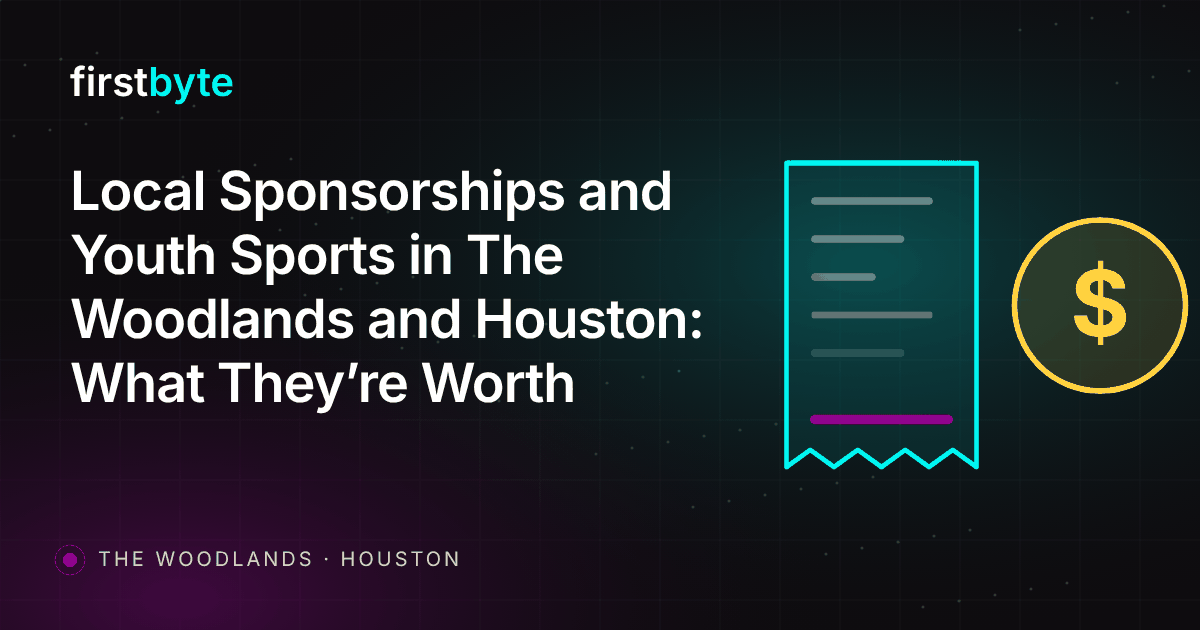 firstbyte
Local Sponsorships and
Youth Sports in The
Woodlands and Houston:
What They’re Worth
$
THE WOODLANDS · HOUSTON